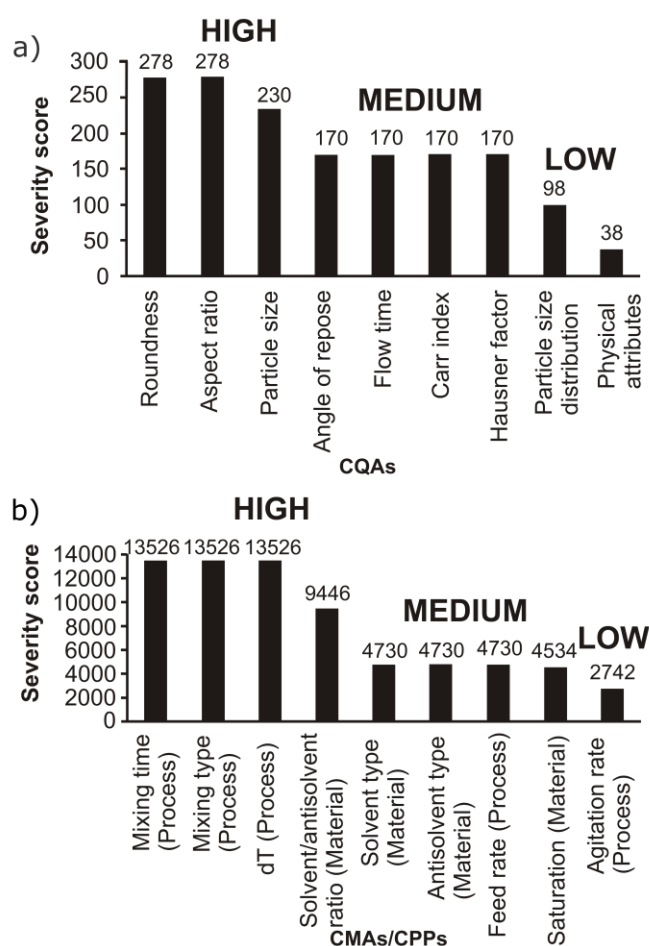 a)
HIGH
MEDIUM
LOW
Severity score
300
250
200
150
100
50
0
278
278
230
170
170
170
170
98
38
Roundness
Aspect ratio
Particle size
Angle of repose
Flow time
Carr index
Hausner factor
Particle size
distribution
Physical
attributes
CQAs
b)
HIGH
MEDIUM
LOW
Severity score
14000
12000
10000
8000
6000
4000
2000
0
13526
13526
13526
9446
4730
4730
4730
4534
2742
Mixing time
(Process)
Mixing type
(Process)
dT (Process)
Solvent/antisolvent
ratio (Material)
Solvent type
(Material)
Antisolvent type
(Material)
Feed rate (Process)
Saturation (Material)
Agitation rate
(Process)
CMAs/CPPs